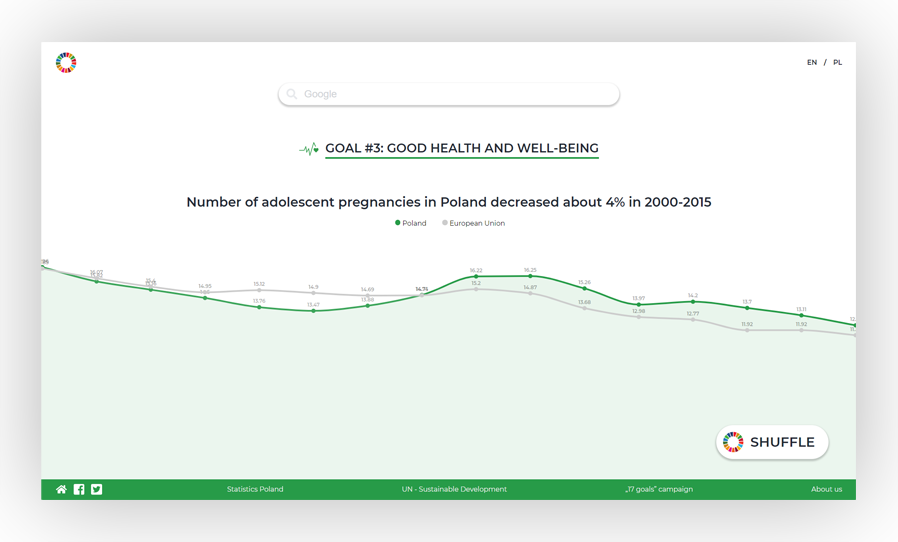 EN / PL
Google
GOAL #3: GOOD HEALTH AND WELL-BEING
Number of adolescent pregnancies in Poland decreased about 4% in 2000-2015
Poland European Union
16.22 16.23
15.12 14.9 14.69 14.74 15.2 14.87 15.26
14.95 13.76 13.47 13.88 13.68 13.97 14.2 13.7 13.11
12.98 12.77 11.92 11.92
SHUFFLE
Statistics Poland UN - Sustainable Development „17 goals” campaign About us